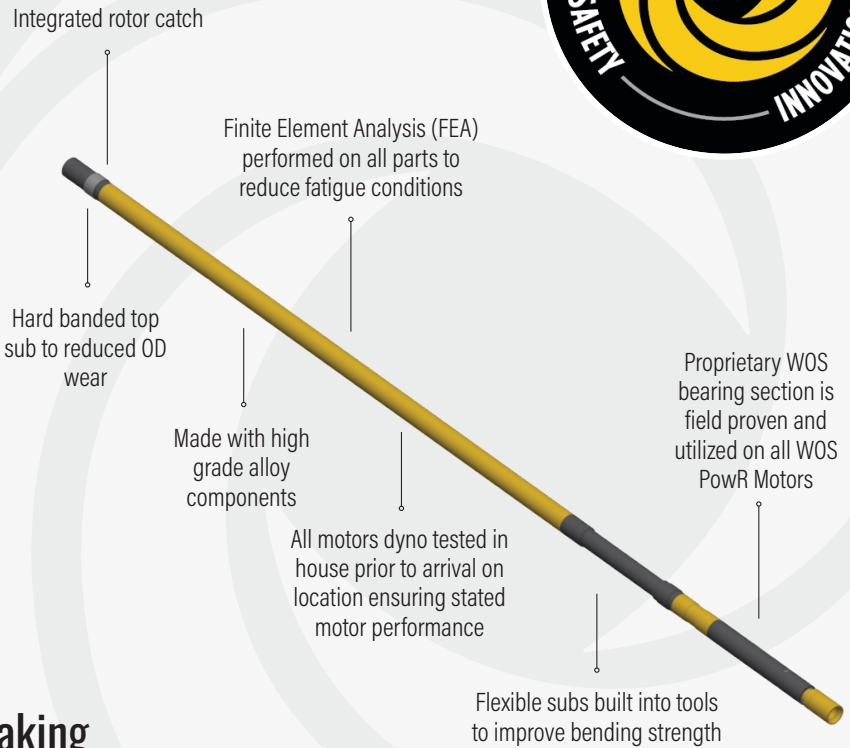 Integrated rotor catch
SAFETY
INNOVATIO
Finite Element Analysis (FEA)
performed on all parts to
reduce fatigue conditions
Hard banded top
sub to reduced OD
wear
Proprietary WOS
bearing section is
field proven and
utilized on all WOS
PowR Motors
Made with high
grade alloy
components
All motors dyno tested in
house prior to arrival on
location ensuring stated
motor performance
Flexible subs built into tools
to improve bending strength
aking